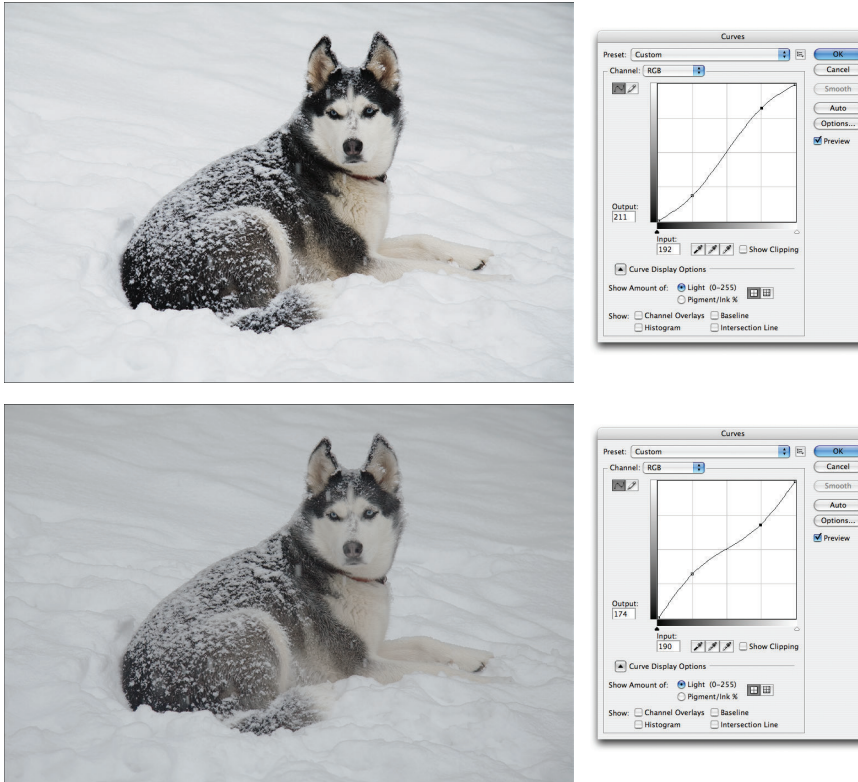 Curves
Preset: Custom
OK
Channel: RGB
Cancel
Smooth
Auto
Options...
Preview
Output:
211
Input:
192
Show Clipping
Curve Display Options
Show Amount of: Light (0-255)
Pigment/Ink %
Show: Channel Overlays Baseline
Histogram Intersection Line
Curves
Preset: Custom
OK
Channel: RGB
Cancel
Smooth
Auto
Options...
Preview
Output:
174
Input:
190
Show Clipping
Curve Display Options
Show Amount of: Light (0-255)
Pigment/Ink %
Show: Channel Overlays Baseline
Histogram Intersection Line